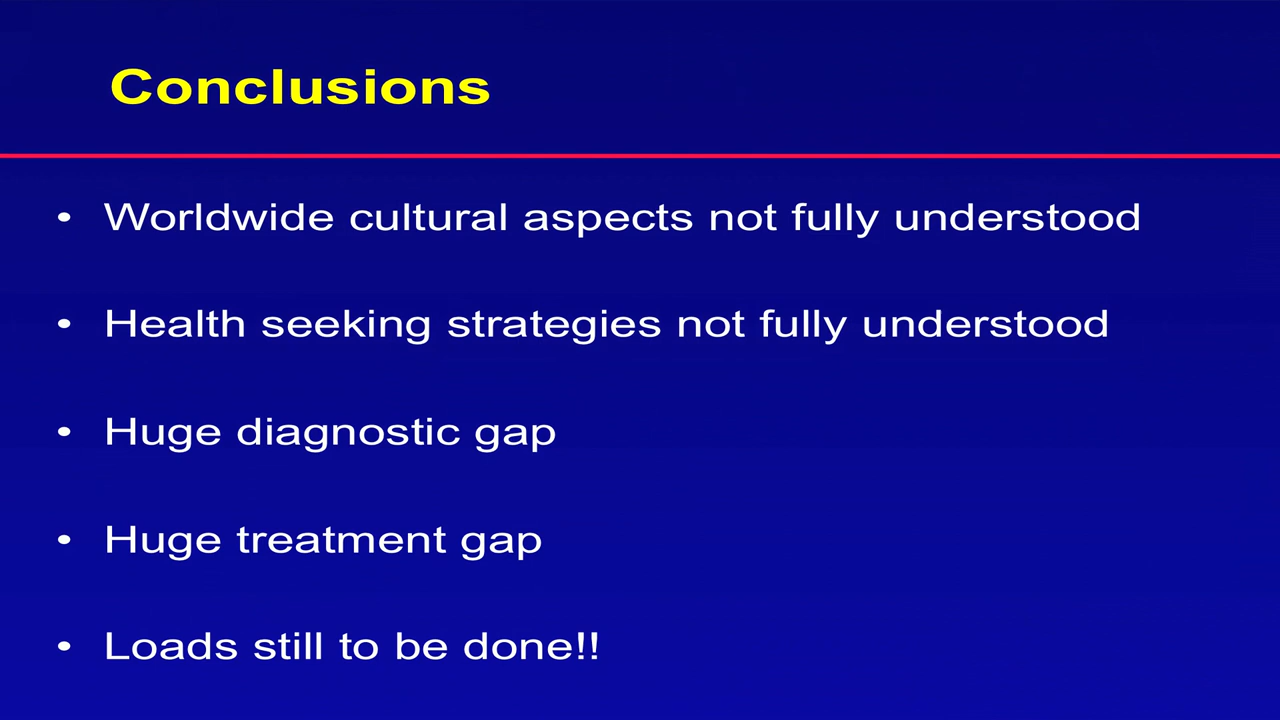 Conclusions
• Worldwide cultural aspects not fully understood
• Health seeking strategies not fully understood
• Huge diagnostic gap
• Huge treatment gap
• Loads still to be done!!